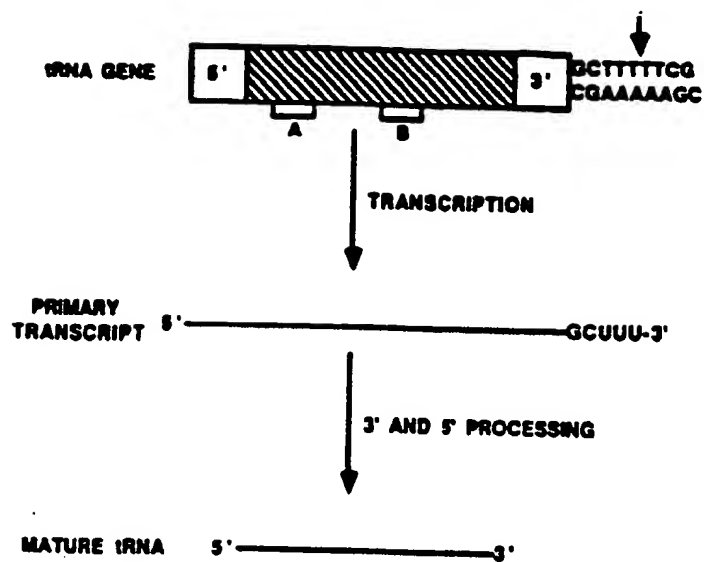 tRNA GENE 5' 3' GCTTTTTCG
CGAAAAAGC
A B
TRANSCRIPTION
PRIMARY
TRANSCRIPT 5' GCUUU-3'
3' AND 5' PROCESSING
MATURE tRNA 5' 3'